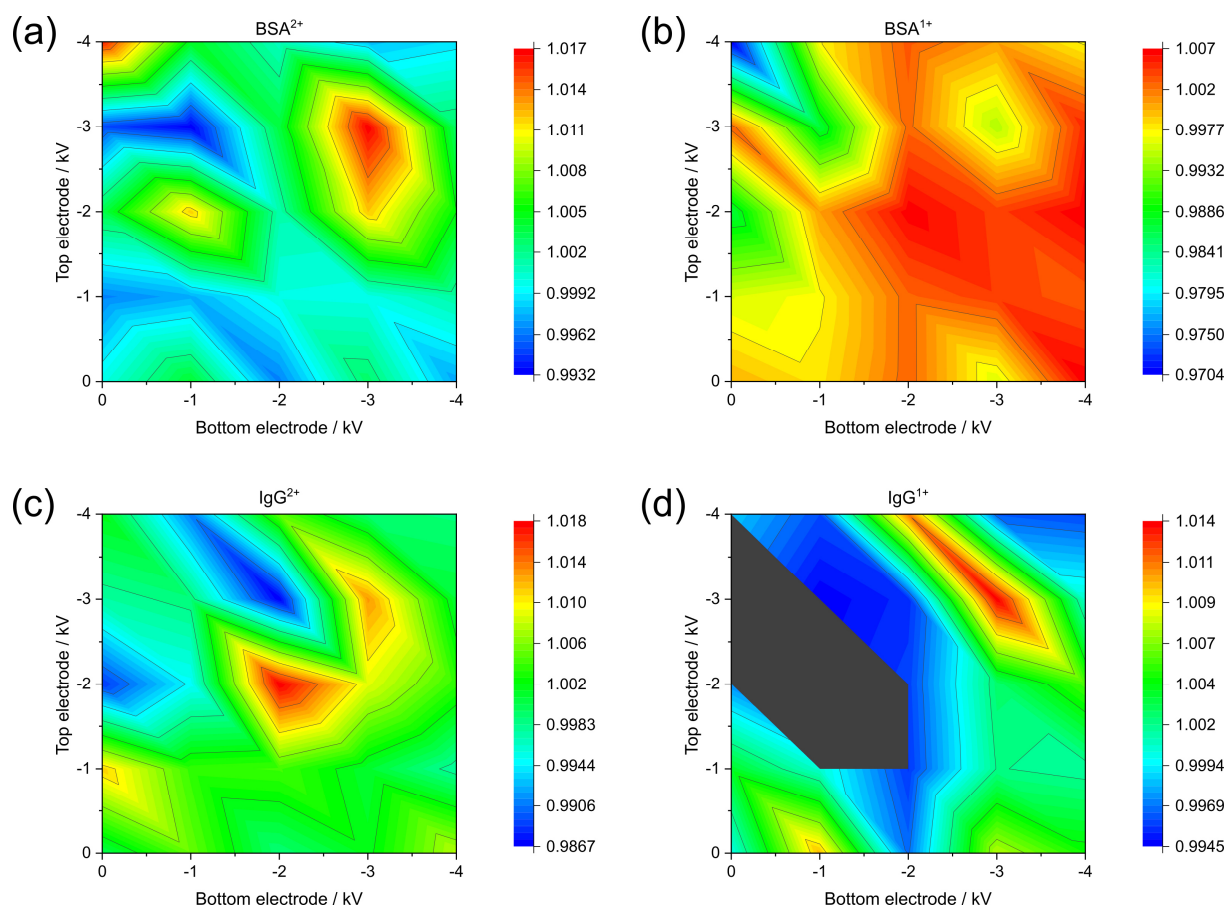 (a)
BSA²⁺
-4
-3
-2
-1
0
Top electrode / kV
0 -1 -2 -3 -4
Bottom electrode / kV
1.017
1.014
1.011
1.008
1.005
1.002
0.9992
0.9962
0.9932
(b)
BSA¹⁺
-4
-3
-2
-1
0
Top electrode / kV
0 -1 -2 -3 -4
Bottom electrode / kV
1.007
1.002
0.9977
0.9932
0.9886
0.9841
0.9795
0.9750
0.9704
(c)
IgG²⁺
-4
-3
-2
-1
0
Top electrode / kV
0 -1 -2 -3 -4
Bottom electrode / kV
1.018
1.014
1.010
1.006
1.002
0.9983
0.9944
0.9906
0.9867
(d)
IgG¹⁺
-4
-3
-2
-1
0
Top electrode / kV
0 -1 -2 -3 -4
Bottom electrode / kV
1.014
1.012
1.009
1.007
1.004
1.002
0.9994
0.9969
0.9945